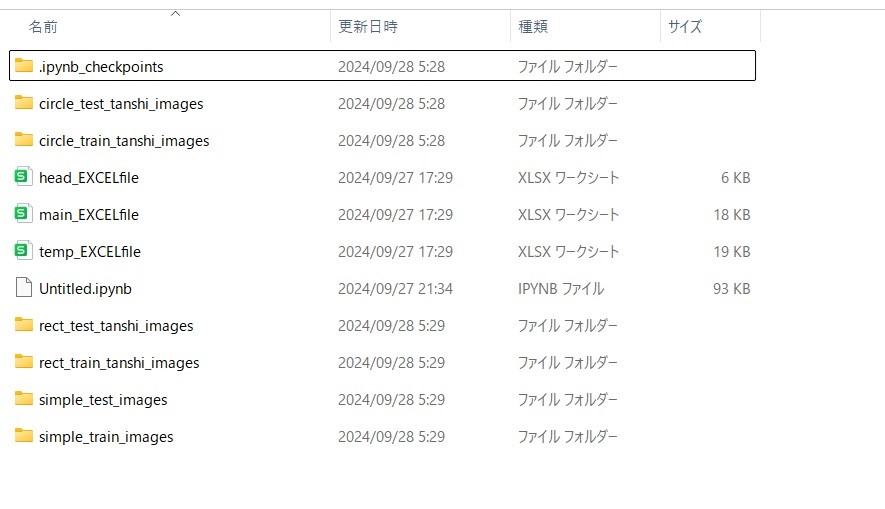 名前 更新日時 種類 サイズ
.ipynb_checkpoints 2024/09/28 5:28 ファイル フォルダー
circle_test_tanshi_images 2024/09/28 5:28 ファイル フォルダー
circle_train_tanshi_images 2024/09/28 5:28 ファイル フォルダー
head_EXCELfile 2024/09/27 17:29 XLSX ワークシート 6 KB
main_EXCELfile 2024/09/27 17:29 XLSX ワークシート 18 KB
temp_EXCELfile 2024/09/27 17:29 XLSX ワークシート 19 KB
Untitled.ipynb 2024/09/27 21:34 IPYNB ファイル 93 KB
rect_test_tanshi_images 2024/09/28 5:29 ファイル フォルダー
rect_train_tanshi_images 2024/09/28 5:29 ファイル フォルダー
simple_test_images 2024/09/28 5:29 ファイル フォルダー
simple_train_images 2024/09/28 5:29 ファイル フォルダー